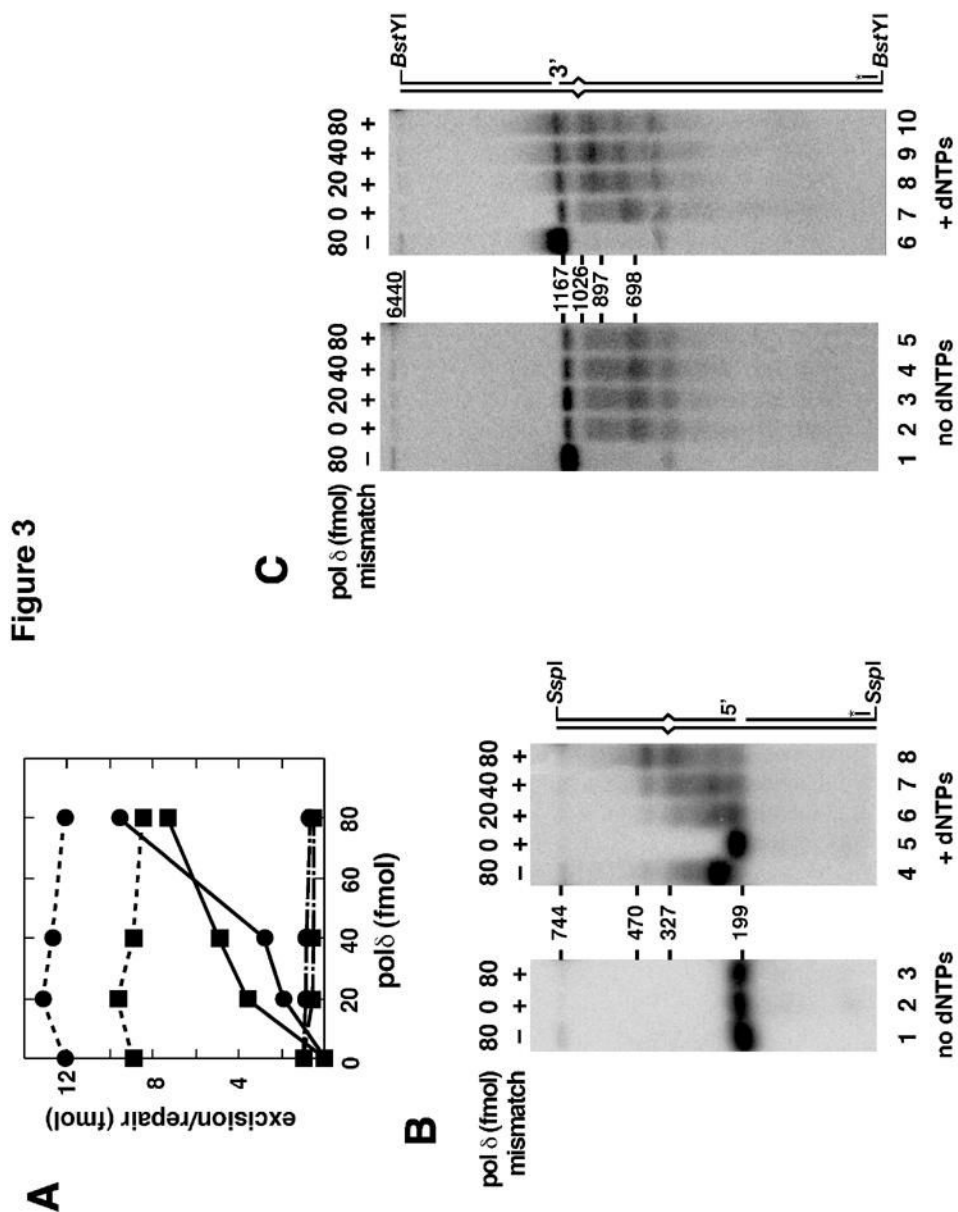 Figure 3
A
excision/repair (fmol)
12
8
4
0
20
40
60
80
polδ (fmol)
B
pol δ (fmol) 80 0 80
mismatch − + +
744
470
327
199
80 0 20 40 80
− + + + +
1 2 3
no dNTPs
4 5 6 7 8
+ dNTPs
SspI
5'
*
SspI
C
pol δ (fmol) 80 0 20 40 80
mismatch − + + + +
6440
1167
1026
897
698
80 0 20 40 80
− + + + +
1 2 3 4 5
no dNTPs
6 7 8 9 10
+ dNTPs
BstYI
3'
*
BstYI